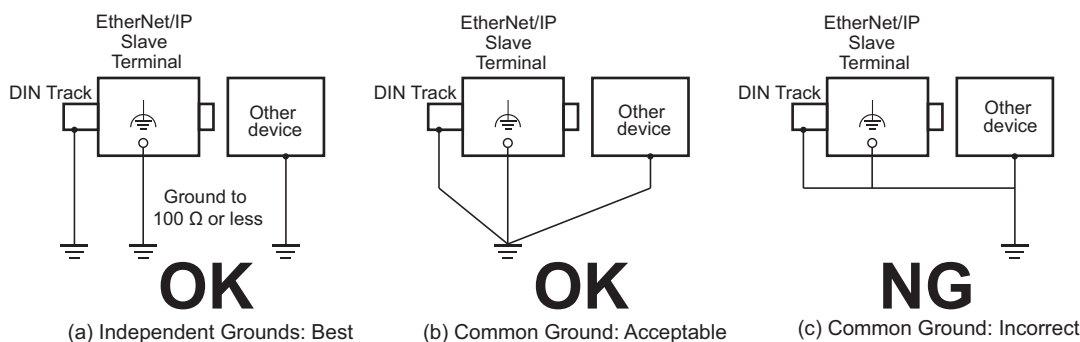 EtherNet/IP
Slave
Terminal
DIN Track
Other
device
Ground to
100 Ω or less
OK
(a) Independent Grounds: Best
EtherNet/IP
Slave
Terminal
DIN Track
Other
device
OK
(b) Common Ground: Acceptable
EtherNet/IP
Slave
Terminal
DIN Track
Other
device
NG
(c) Common Ground: Incorrect